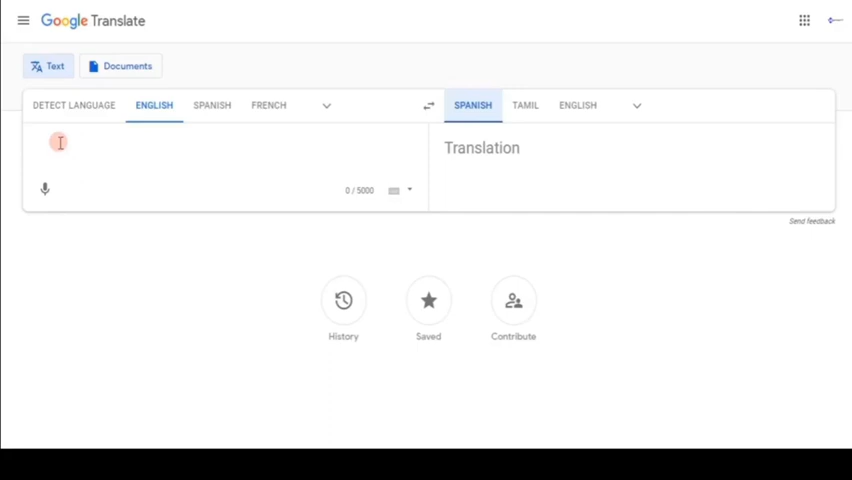 Google Translate
Text Documents
DETECT LANGUAGE ENGLISH SPANISH FRENCH SPANISH TAMIL ENGLISH
Translation
0 / 5000
Send feedback
History Saved Contribute